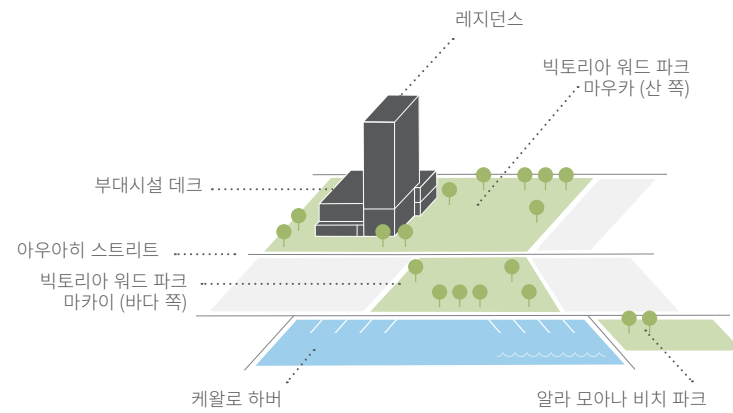 레지던스
빅토리아 워드 파크
마우카 (산 쪽)
부대시설 데크
아우아히 스트리트
빅토리아 워드 파크
마카이 (바다 쪽)
케왈로 하버
알라 모아나 비치 파크